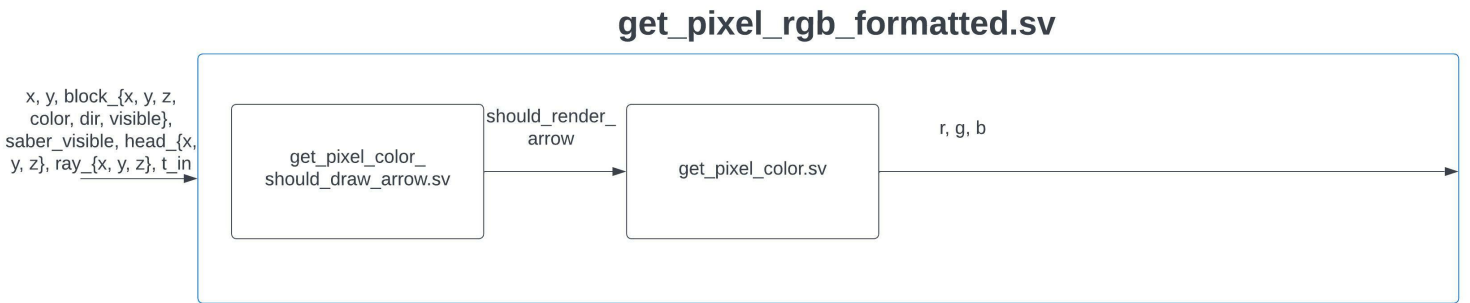 get_pixel_rgb_formatted.sv
x, y, block_{x, y, z,
color, dir, visible},
saber_visible, head_{x,
y, z}, ray_{x, y, z}, t_in
get_pixel_color_
should_draw_arrow.sv
should_render_
arrow
get_pixel_color.sv
r, g, b